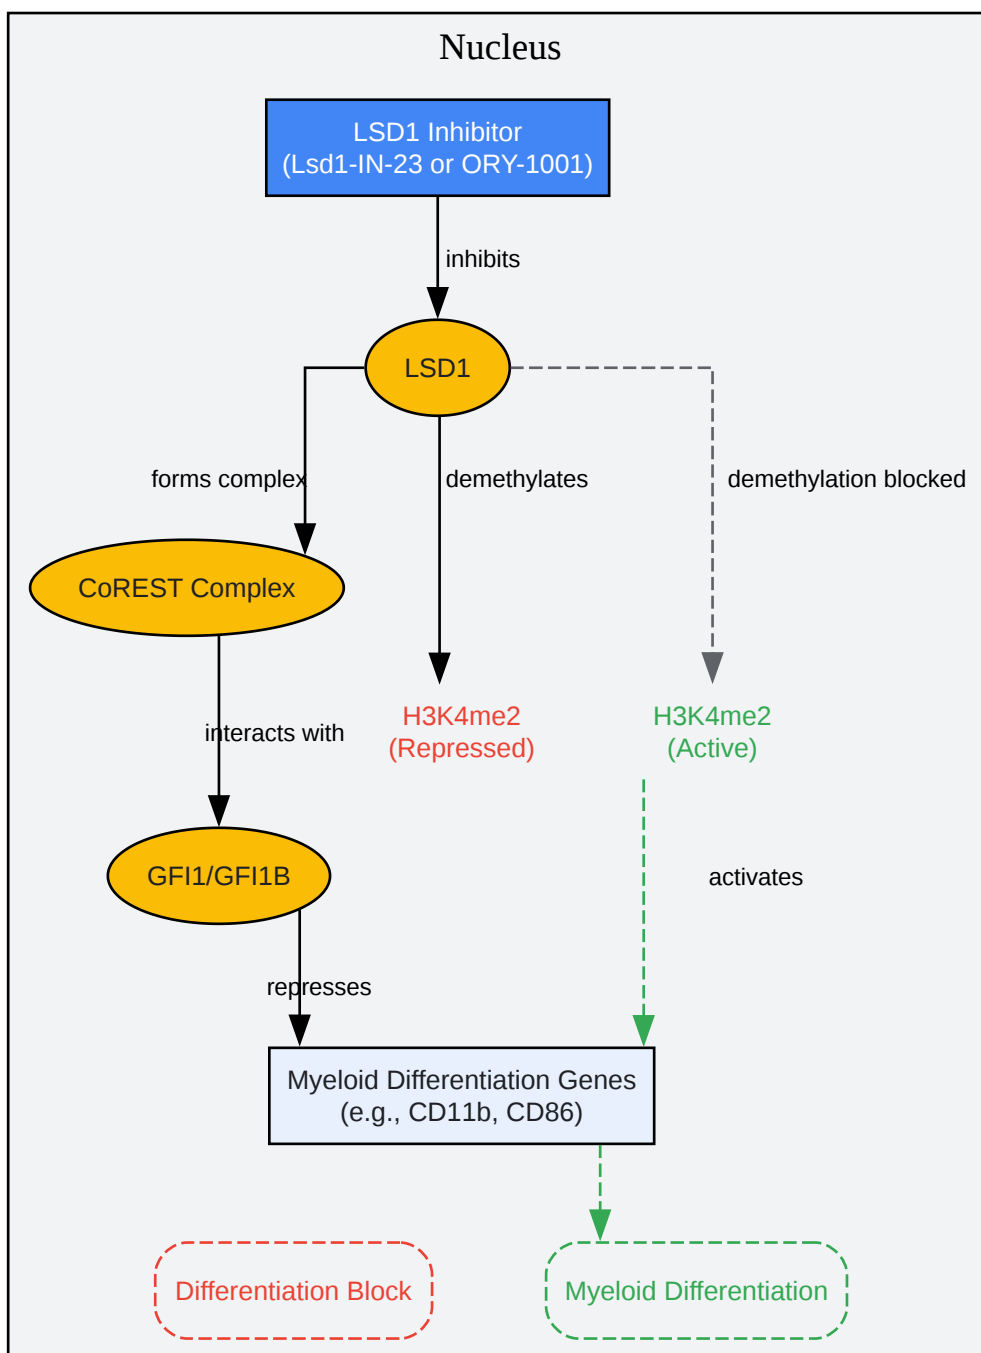 Nucleus
LSD1 Inhibitor
(Lsd1-IN-23 or ORY-1001)
inhibits
LSD1
forms complex
demethylates
demethylation blocked
CoREST Complex
interacts with
H3K4me2
(Repressed)
H3K4me2
(Active)
GFI1/GFI1B
activates
represses
Myeloid Differentiation Genes
(e.g., CD11b, CD86)
Differentiation Block
Myeloid Differentiation